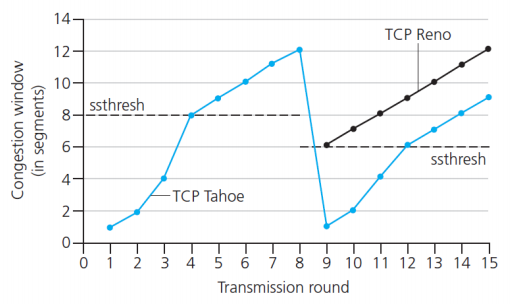 14
12
10
8
6
4
2
0
Congestion window
(in segments)
ssthresh
TCP Reno
ssthresh
TCP Tahoe
0 1 2 3 4 5 6 7 8 9 10 11 12 13 14 15
Transmission round